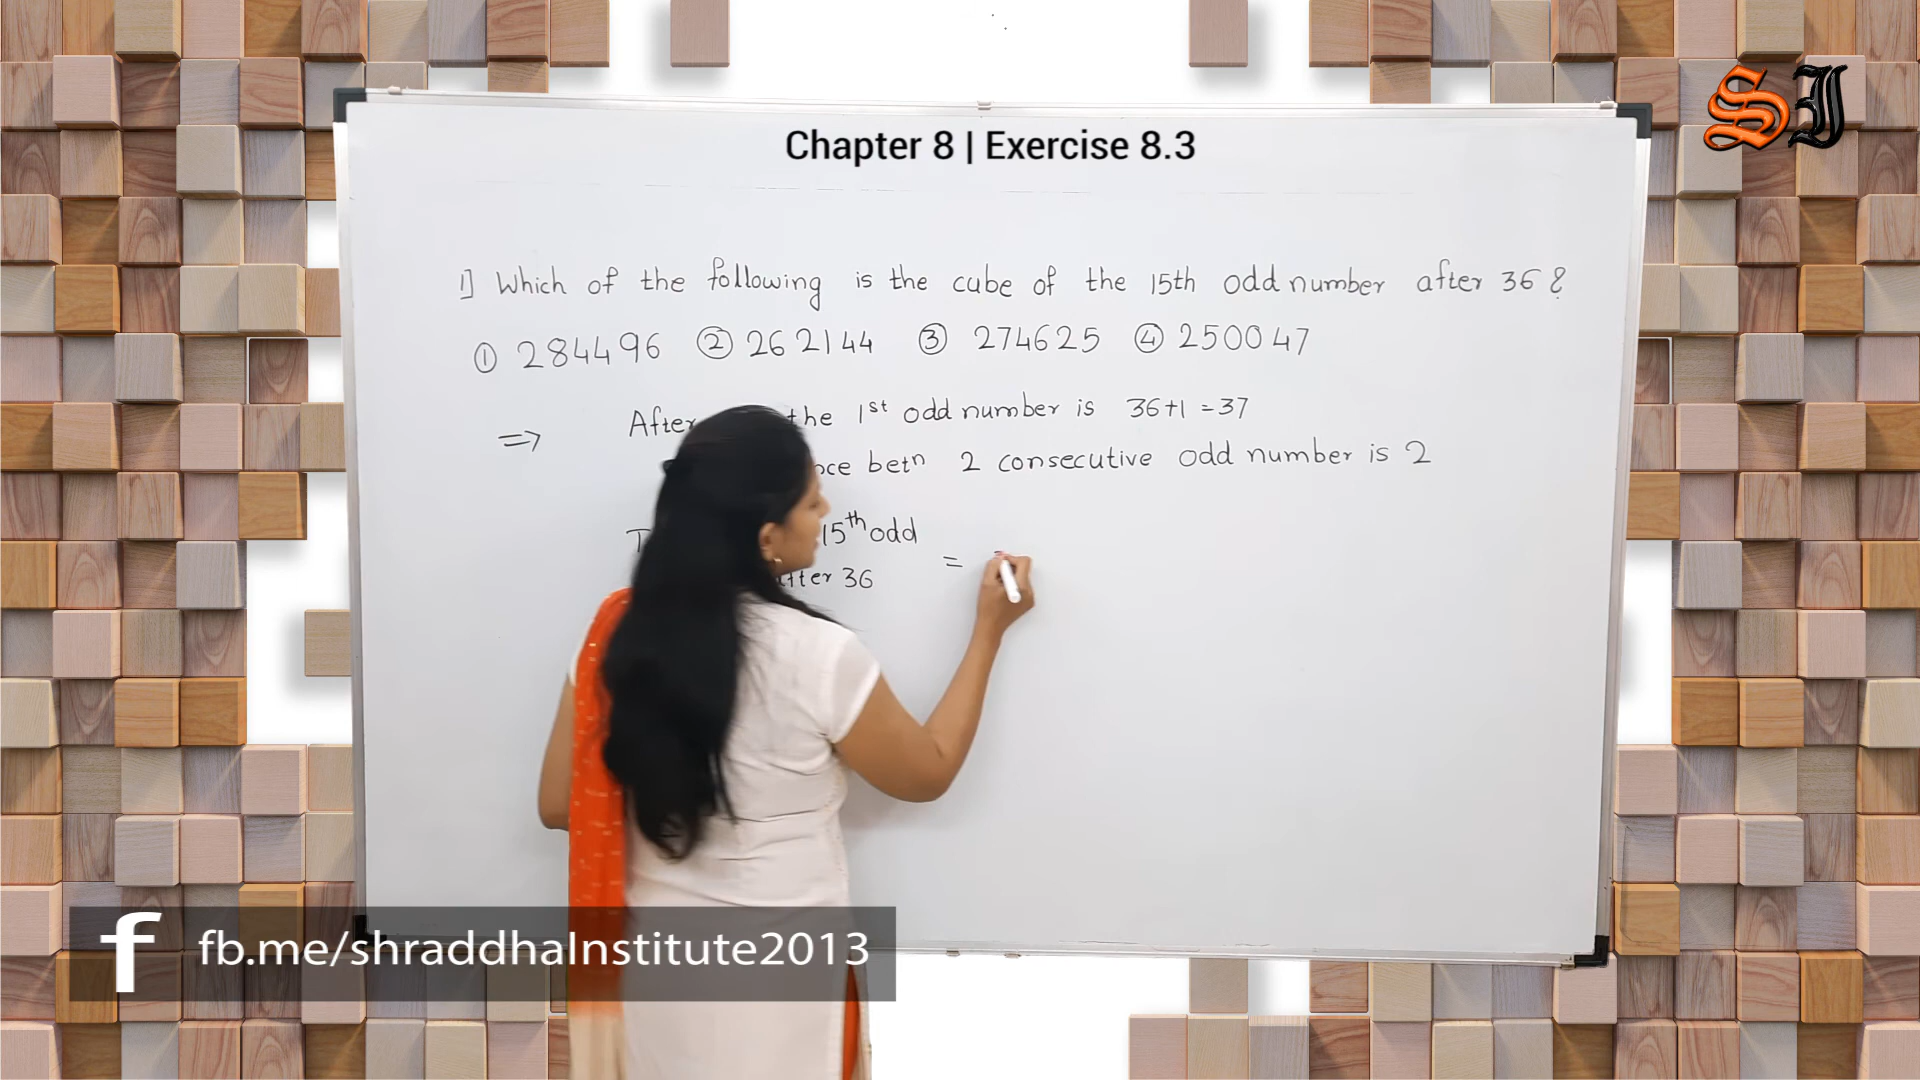 SI
Chapter 8 | Exercise 8.3
1] Which of the following is the cube of the 15th odd number after 36?
① 284496 ② 262144 ③ 274625 ④ 250047
⇒ After the 1st odd number is 36+1 = 37
betn 2 consecutive odd number is 2
15th odd
after 36 =
f fb.me/shraddhaInstitute2013